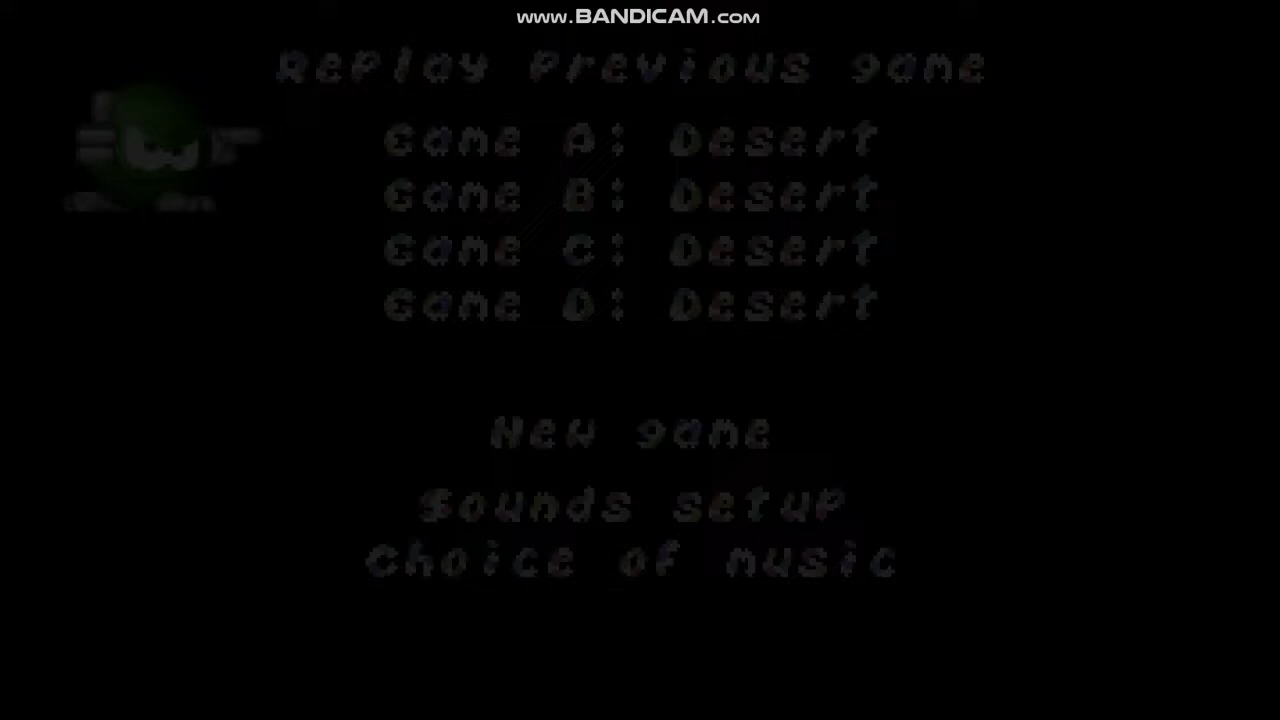 www.BANDICAM.com
Replay previous game
Game A: Desert
Game B: Desert
Game C: Desert
Game D: Desert
New game
Sounds setup
Choice of music